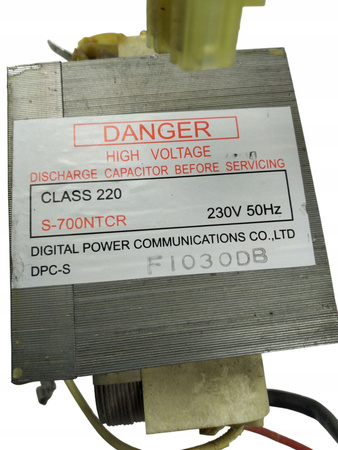 DANGER
HIGH VOLTAGE
DISCHARGE CAPACITOR BEFORE SERVICING
CLASS 220
S-700NTCR 230V 50Hz
DIGITAL POWER COMMUNICATIONS CO.,LTD
DPC-S F1030DB